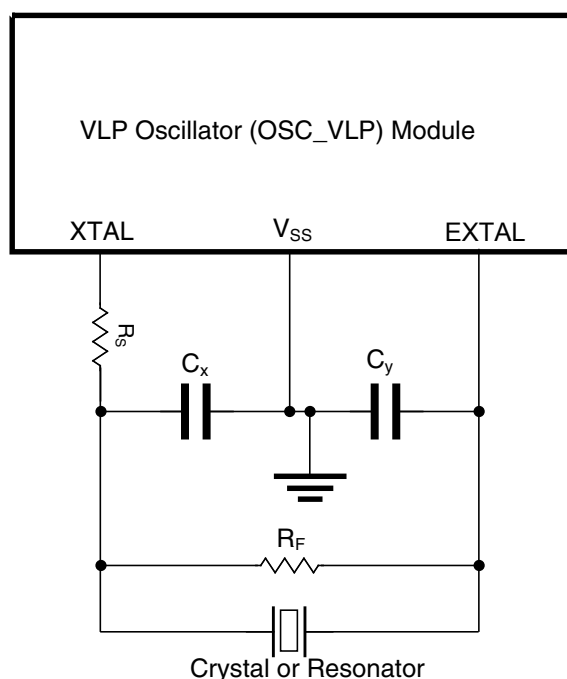 VLP Oscillator (OSC_VLP) Module
XTAL
VSS
EXTAL
RS
Cx
Cy
RF
Crystal or Resonator